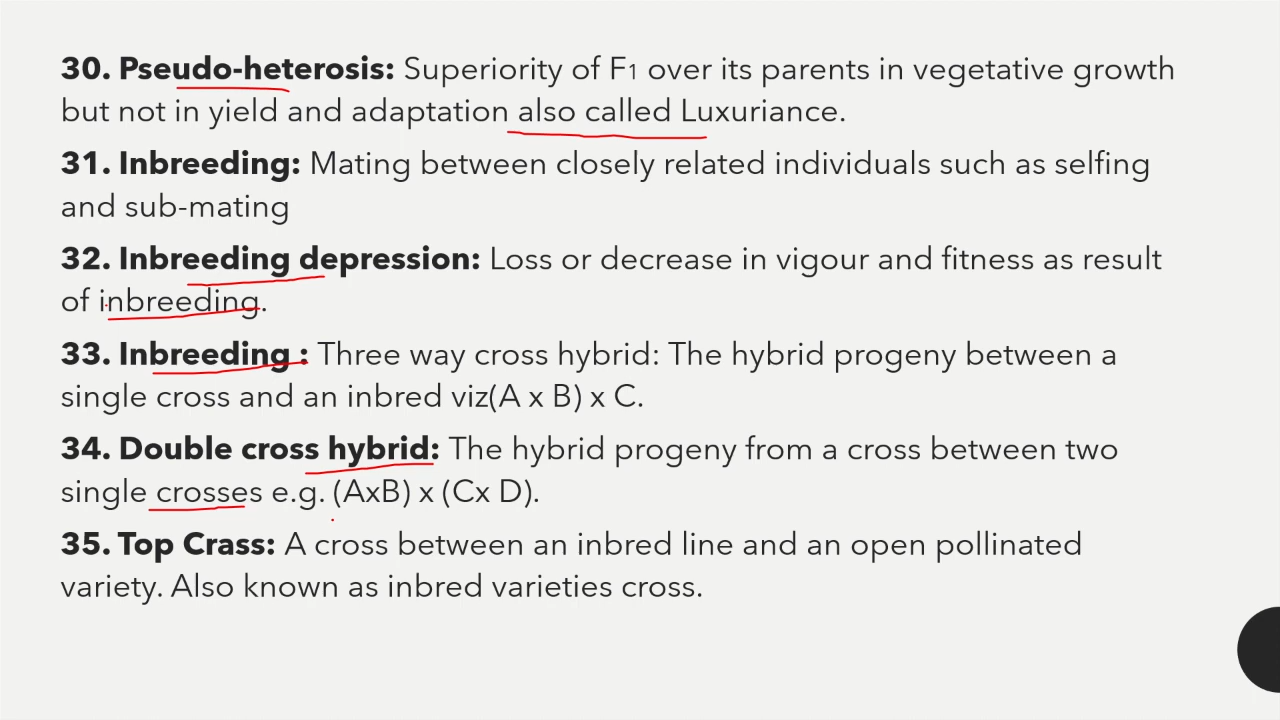 30. Pseudo-heterosis: Superiority of F1 over its parents in vegetative growth
but not in yield and adaptation also called Luxuriance.
31. Inbreeding: Mating between closely related individuals such as selfing
and sub-mating
32. Inbreeding depression: Loss or decrease in vigour and fitness as result
of inbreeding.
33. Inbreeding : Three way cross hybrid: The hybrid progeny between a
single cross and an inbred viz(A x B) x C.
34. Double cross hybrid: The hybrid progeny from a cross between two
single crosses e.g. (AxB) x (Cx D).
35. Top Crass: A cross between an inbred line and an open pollinated
variety. Also known as inbred varieties cross.